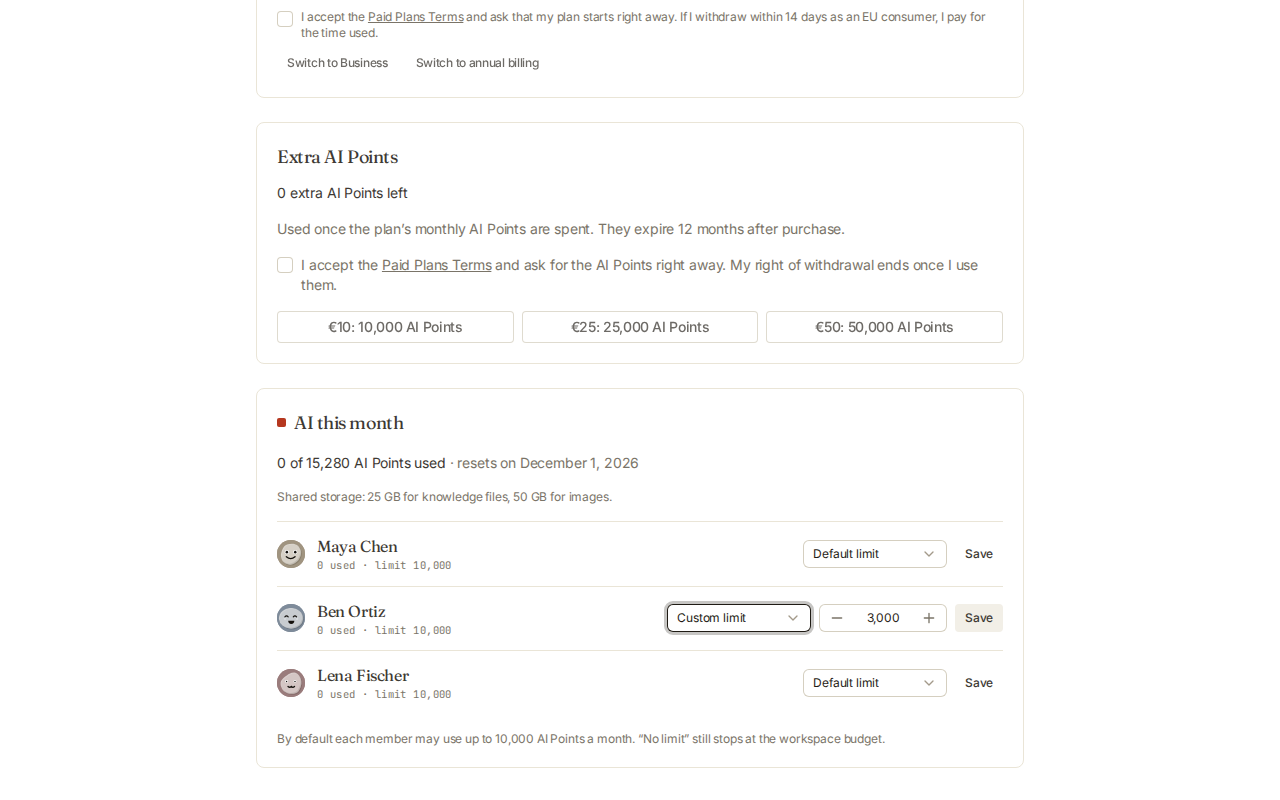 I accept the Paid Plans Terms and ask that my plan starts right away. If I withdraw within 14 days as an EU consumer, I pay for
the time used.
Switch to Business Switch to annual billing
Extra AI Points
0 extra AI Points left
Used once the plan’s monthly AI Points are spent. They expire 12 months after purchase.
I accept the Paid Plans Terms and ask for the AI Points right away. My right of withdrawal ends once I use
them.
€10: 10,000 AI Points €25: 25,000 AI Points €50: 50,000 AI Points
AI this month
0 of 15,280 AI Points used · resets on December 1, 2026
Shared storage: 25 GB for knowledge files, 50 GB for images.
Maya Chen
0 used · limit 10,000
Default limit Save
Ben Ortiz
0 used · limit 10,000
Custom limit 3,000 Save
Lena Fischer
0 used · limit 10,000
Default limit Save
By default each member may use up to 10,000 AI Points a month. “No limit” still stops at the workspace budget.